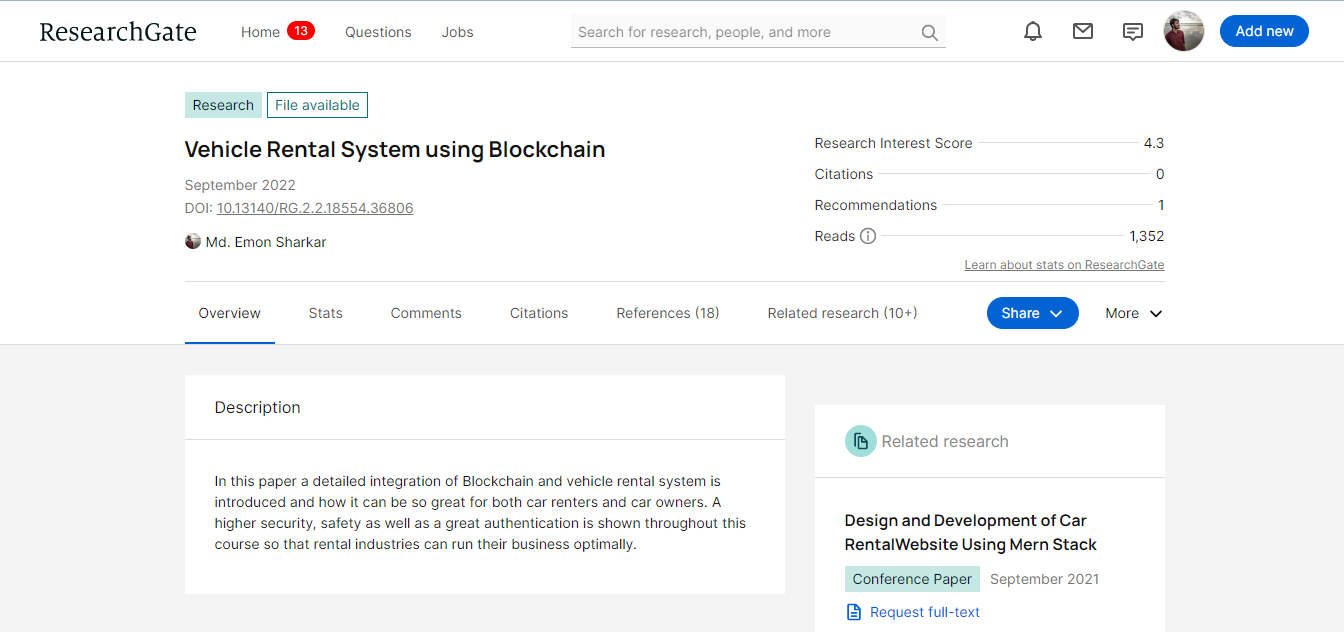 ResearchGate
Home 13 Questions Jobs
Search for research, people, and more
Add new
Research File available
Vehicle Rental System using Blockchain
September 2022
DOI: 10.13140/RG.2.2.18554.36806
Md. Emon Sharkar
Research Interest Score 4.3
Citations 0
Recommendations 1
Reads 1,352
Learn about stats on ResearchGate
Overview Stats Comments Citations References (18) Related research (10+) Share More
Description
In this paper a detailed integration of Blockchain and vehicle rental system is
introduced and how it can be so great for both car renters and car owners. A
higher security, safety as well as a great authentication is shown throughout this
course so that rental industries can run their business optimally.
Related research
Design and Development of Car
RentalWebsite Using Mern Stack
Conference Paper September 2021
Request full-text